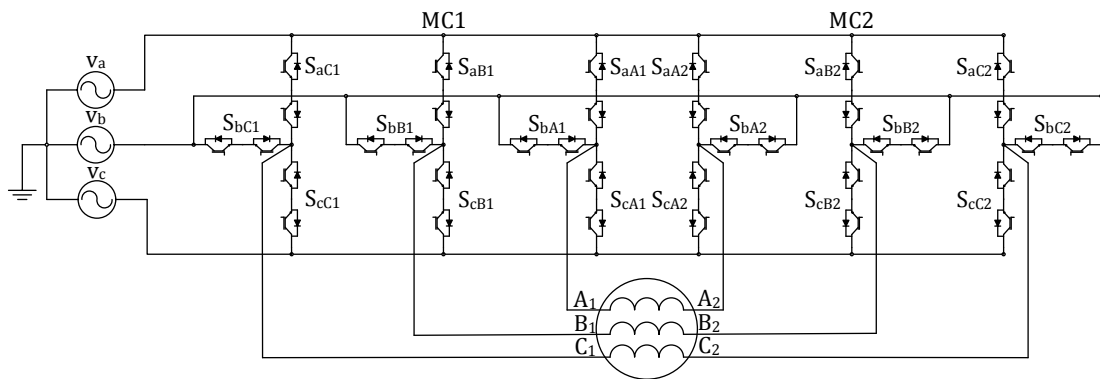 MC1 MC2
va
SaC1 SaB1 SaA1 SaA2 SaB2 SaC2
vb
SbC1 SbB1 SbA1 SbA2 SbB2 SbC2
vc
ScC1 ScB1 ScA1 ScA2 ScB2 ScC2
A1 A2
B1 B2
C1 C2